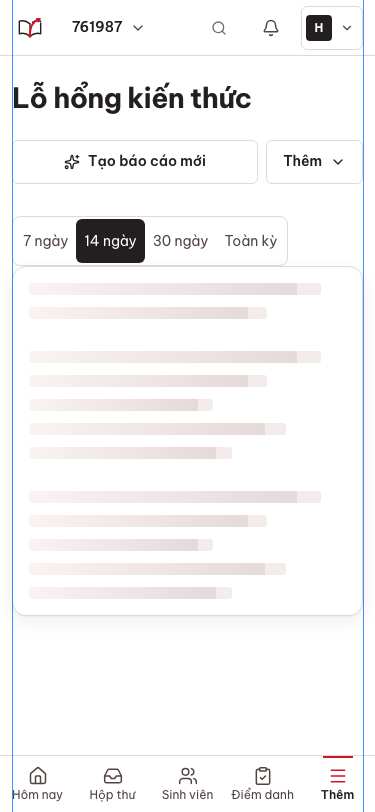 761987
H
Lỗ hổng kiến thức
Tạo báo cáo mới
Thêm
7 ngày
14 ngày
30 ngày
Toàn kỳ
Hôm nay
Hộp thư
Sinh viên
Điểm danh
Thêm